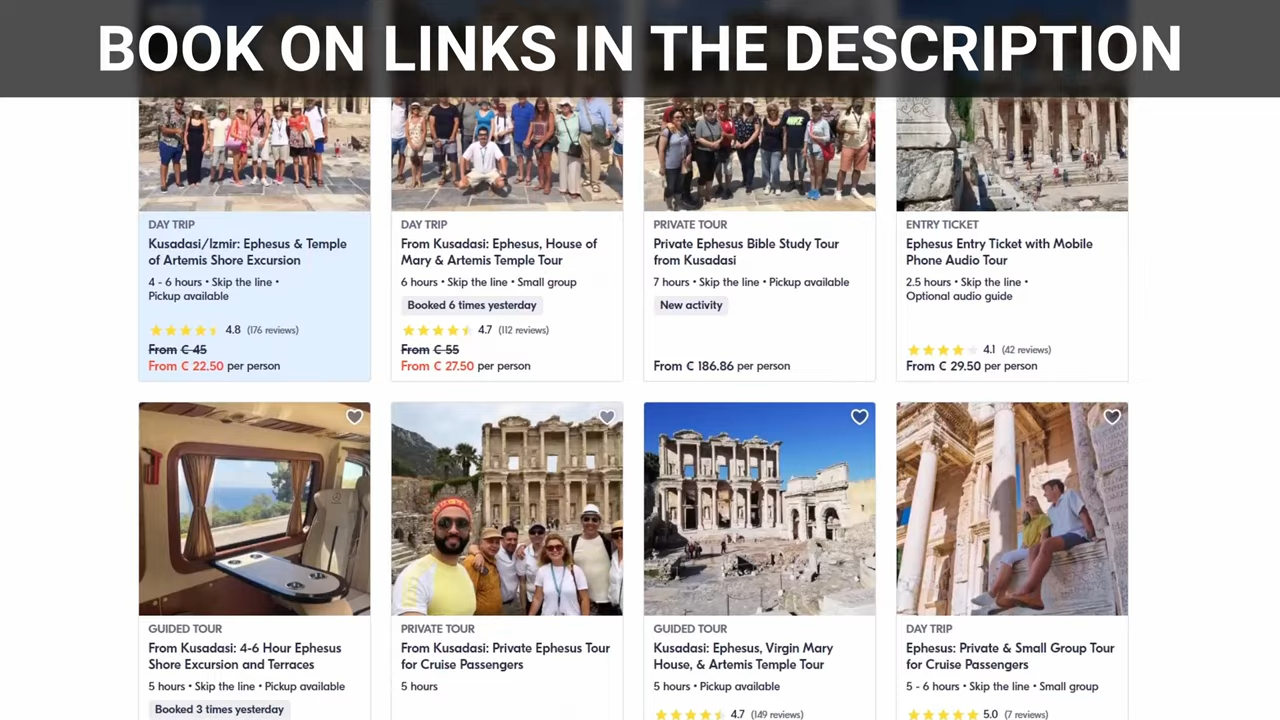 BOOK ON LINKS IN THE DESCRIPTION
DAY TRIP
Kusadasi/Izmir: Ephesus & Temple
of Artemis Shore Excursion
4 - 6 hours • Skip the line •
Pickup available
4.8 (176 reviews)
From € 45
From € 22.50 per person
DAY TRIP
From Kusadasi: Ephesus, House of
Mary & Artemis Temple Tour
6 hours • Skip the line • Small group
Booked 6 times yesterday
4.7 (112 reviews)
From € 55
From € 27.50 per person
PRIVATE TOUR
Private Ephesus Bible Study Tour
from Kusadasi
7 hours • Skip the line • Pickup available
New activity
From € 186.86 per person
ENTRY TICKET
Ephesus Entry Ticket with Mobile
Phone Audio Tour
2.5 hours • Skip the line •
Optional audio guide
4.1 (42 reviews)
From € 29.50 per person
GUIDED TOUR
From Kusadasi: 4-6 Hour Ephesus
Shore Excursion and Terraces
5 hours • Skip the line • Pickup available
Booked 3 times yesterday
PRIVATE TOUR
From Kusadasi: Private Ephesus Tour
for Cruise Passengers
5 hours
GUIDED TOUR
Kusadasi: Ephesus, Virgin Mary
House, & Artemis Temple Tour
5 hours • Pickup available
4.7 (149 reviews)
DAY TRIP
Ephesus: Private & Small Group Tour
for Cruise Passengers
5 - 6 hours • Skip the line • Small group
5.0 (7 reviews)